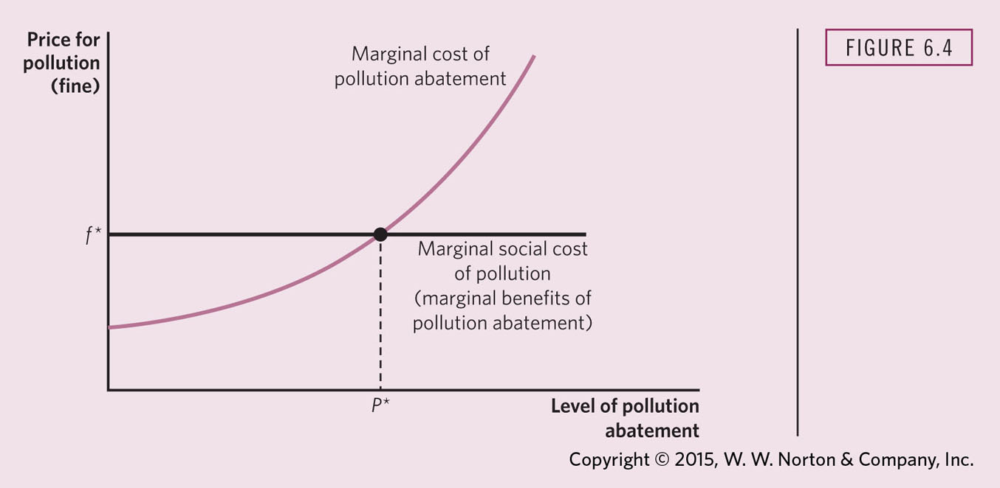 Price for
pollution
(fine)
Marginal cost of
pollution abatement
FIGURE 6.4
f*
Marginal social cost
of pollution
(marginal benefits of
pollution abatement)
P*
Level of pollution
abatement
Copyright © 2015, W. W. Norton & Company, Inc.